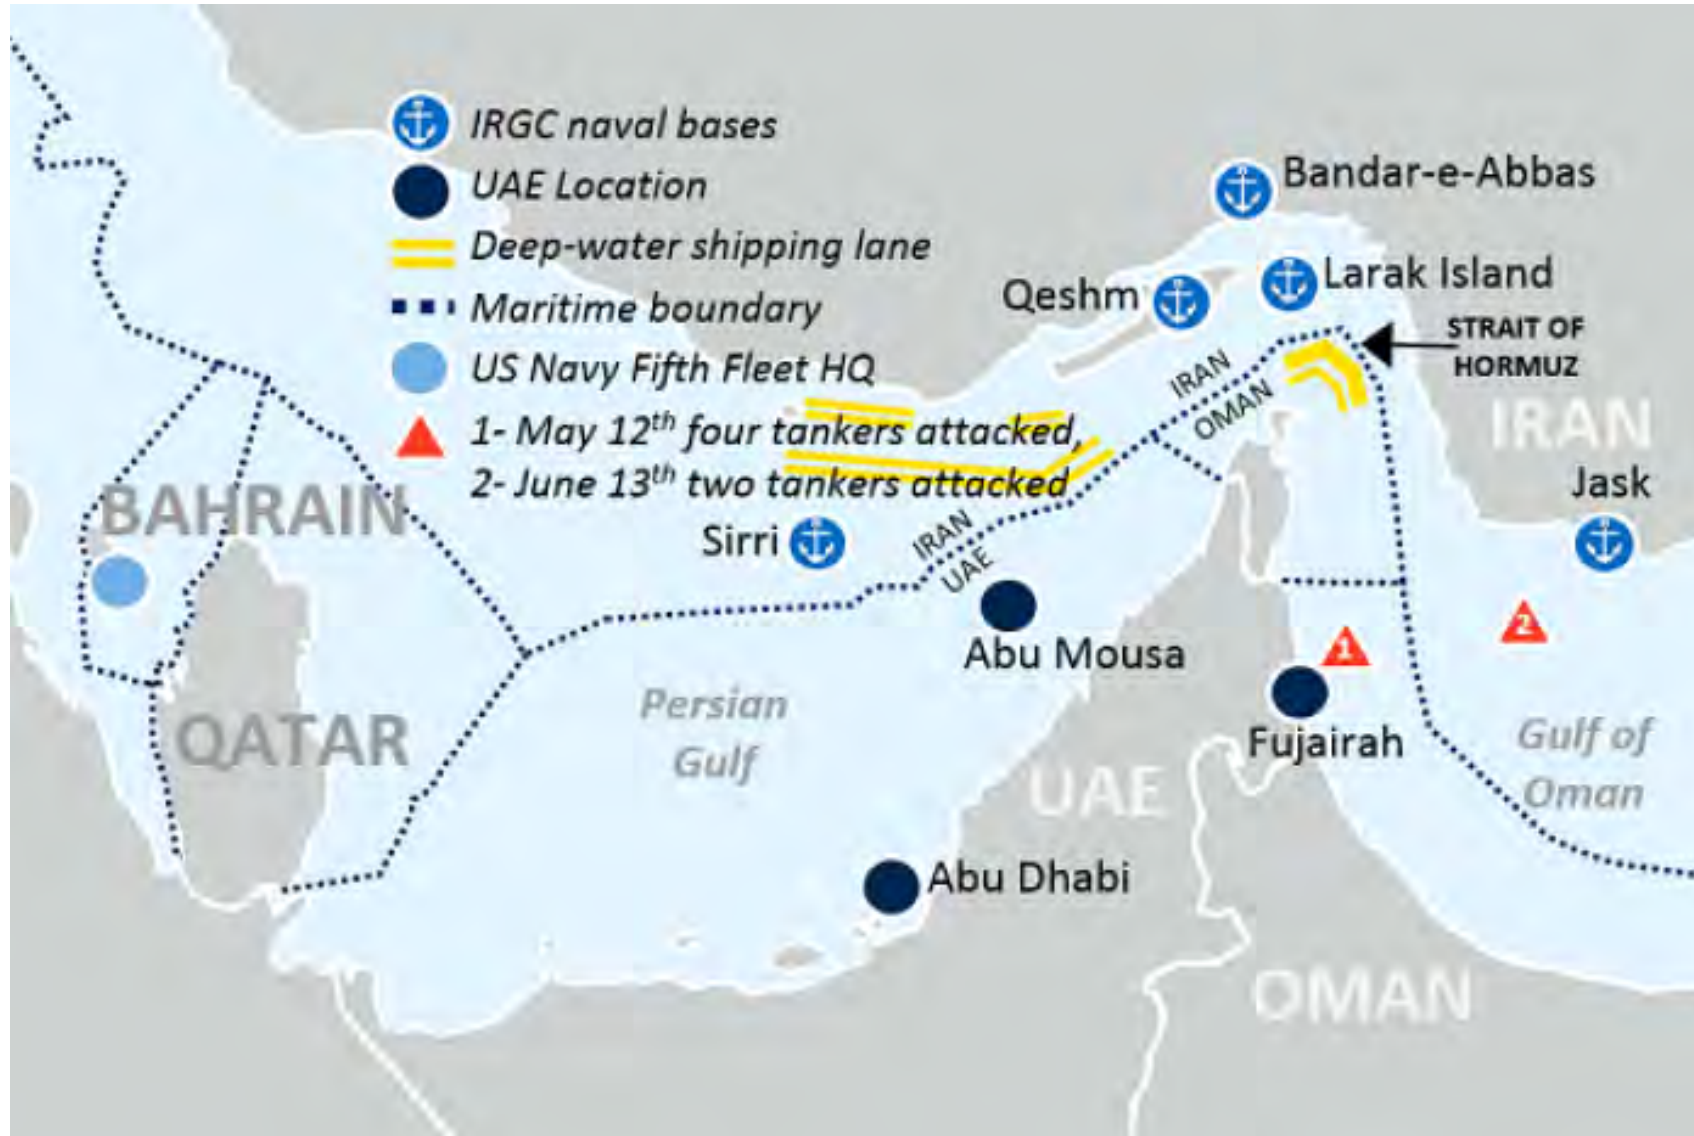 IRGC naval bases
UAE Location
Deep-water shipping lane
Maritime boundary
US Navy Fifth Fleet HQ
1- May 12th four tankers attacked,
2- June 13th two tankers attacked
Bandar-e-Abbas
Qeshm
Larak Island
STRAIT OF
HORMUZ
IRAN
OMAN
IRAN
Jask
BAHRAIN
Sirri
IRAN
UAE
Abu Mousa
1
2
Persian
Gulf
QATAR
Fujairah
Gulf of
Oman
UAE
Abu Dhabi
OMAN